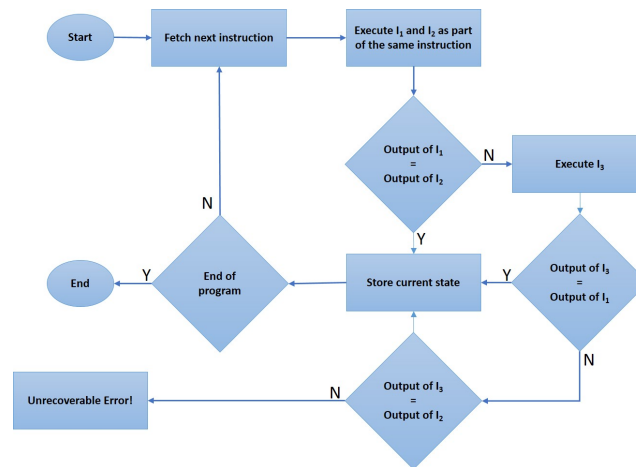 Start
Fetch next instruction
Execute I₁ and I₂ as part
of the same instruction
Output of I₁
=
Output of I₂
N
Execute I₃
Y
N
End
Y
End of
program
Store current state
Y
Output of I₃
=
Output of I₁
N
Unrecoverable Error!
N
Output of I₃
=
Output of I₂